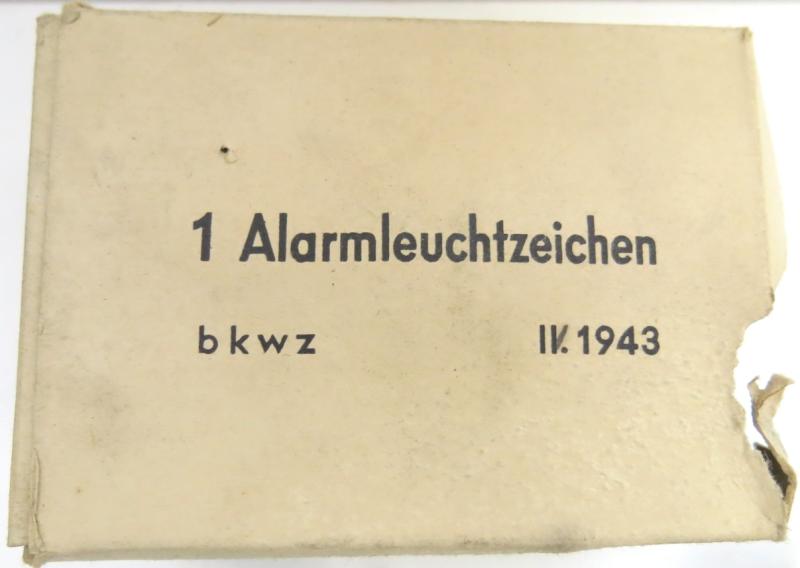 1 Alarmleuchtzeichen
bkwz IV. 1943